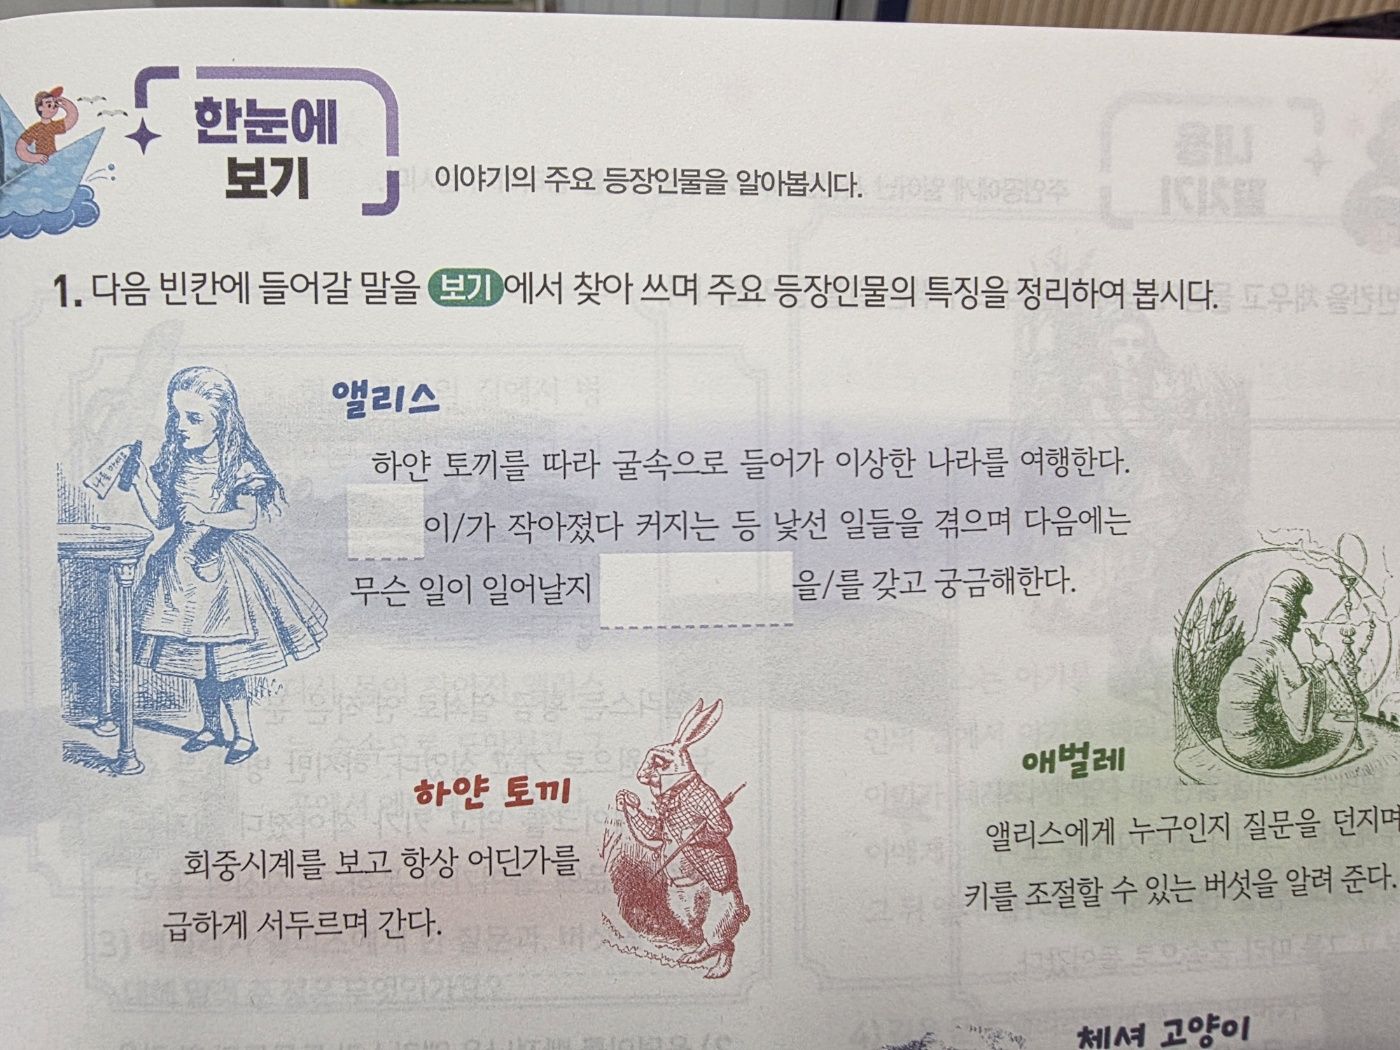 한눈에
보기
이야기의 주요 등장인물을 알아봅시다.
1. 다음 빈칸에 들어갈 말을 보기에서 찾아 쓰며 주요 등장인물의 특징을 정리하여 봅시다.
앨리스
하얀 토끼를 따라 굴속으로 들어가 이상한 나라를 여행한다.
이/가 작아졌다 커지는 등 낯선 일들을 겪으며 다음에는
무슨 일이 일어날지 을/를 갖고 궁금해한다.
하얀 토끼
회중시계를 보고 항상 어딘가를
급하게 서두르며 간다.
애벌레
앨리스에게 누구인지 질문을 던지며
키를 조절할 수 있는 버섯을 알려 준다.
체셔 고양이